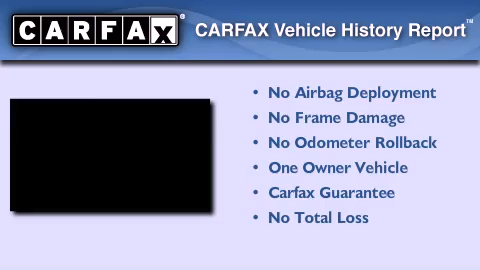 CARFAX® CARFAX Vehicle History Report™
• No Airbag Deployment
• No Frame Damage
• No Odometer Rollback
• One Owner Vehicle
• Carfax Guarantee
• No Total Loss